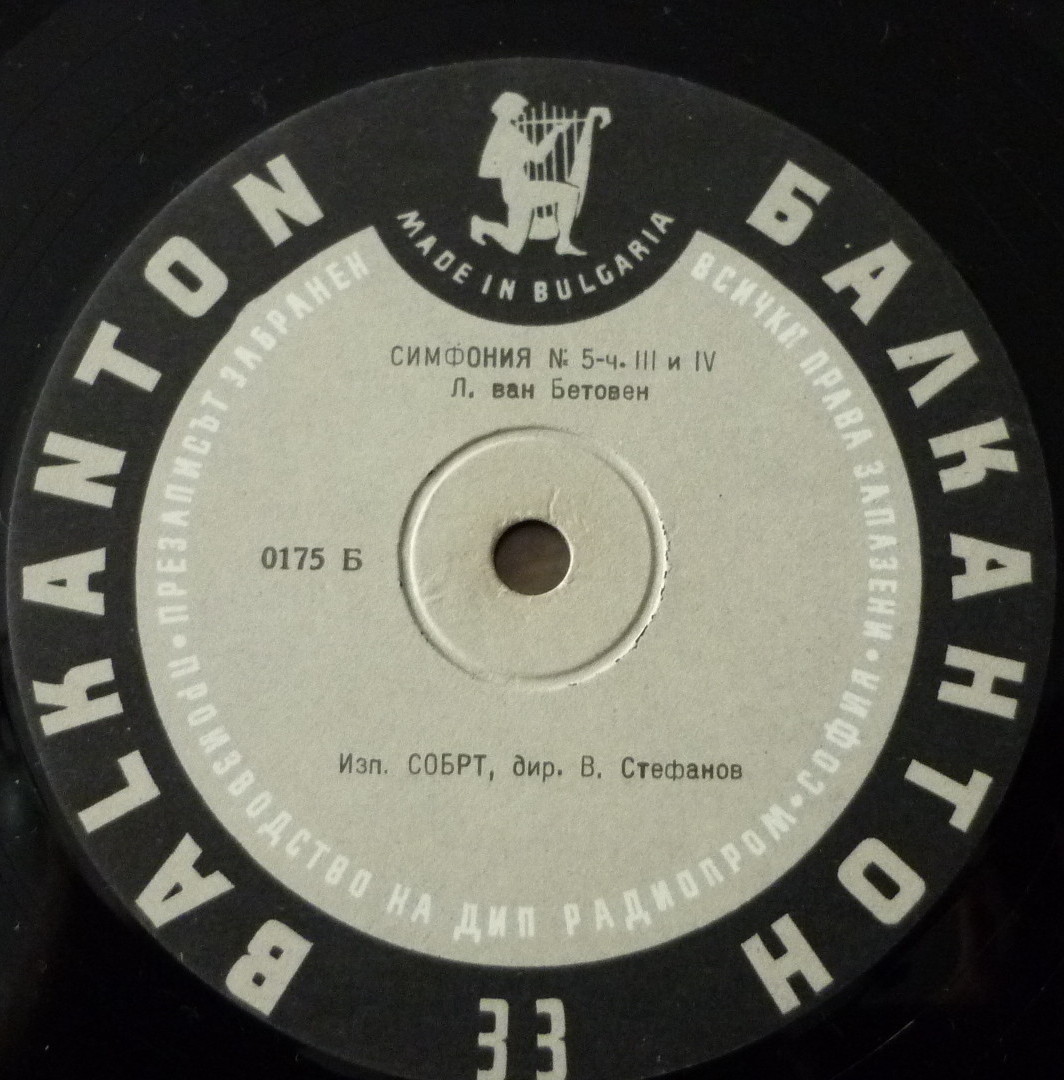 BALKANTON
БАЛКАНТОН
MADE IN BULGARIA
ВСИЧКИ ПРАВА ЗАПАЗЕНИ • СОФИЯ • ПРОИЗВОДСТВО НА ДИП РАДИОПРОМ • ПРЕЗАПИСЪТ ЗАБРАНЕН
СИМФОНИЯ № 5-ч. III и IV
Л. ван Бетовен
0175 Б
Изп. СОБРТ, дир. В. Стефанов
33